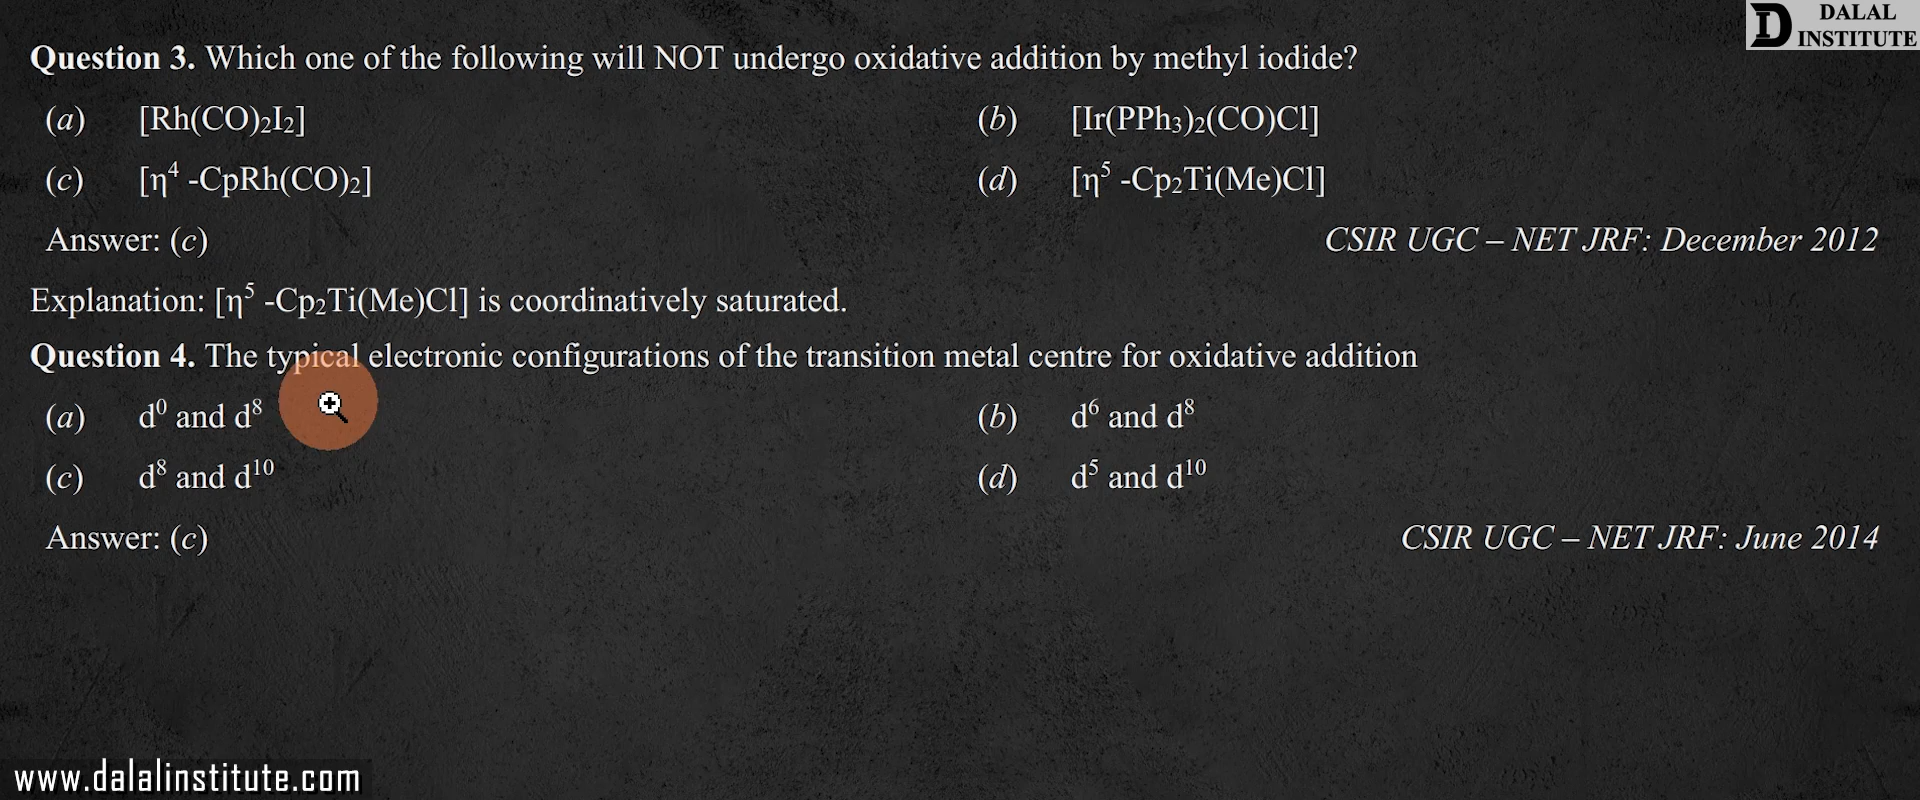 DALAL
INSTITUTE
Question 3. Which one of the following will NOT undergo oxidative addition by methyl iodide?
(a) [Rh(CO)₂I₂] (b) [Ir(PPh₃)₂(CO)Cl]
(c) [η⁴ -CpRh(CO)₂] (d) [η⁵ -Cp₂Ti(Me)Cl]
Answer: (c) CSIR UGC – NET JRF: December 2012
Explanation: [η⁵ -Cp₂Ti(Me)Cl] is coordinatively saturated.
Question 4. The typical electronic configurations of the transition metal centre for oxidative addition
(a) d⁰ and d⁸ (b) d⁶ and d⁸
(c) d⁸ and d¹⁰ (d) d⁵ and d¹⁰
Answer: (c) CSIR UGC – NET JRF: June 2014
www.dalalinstitute.com